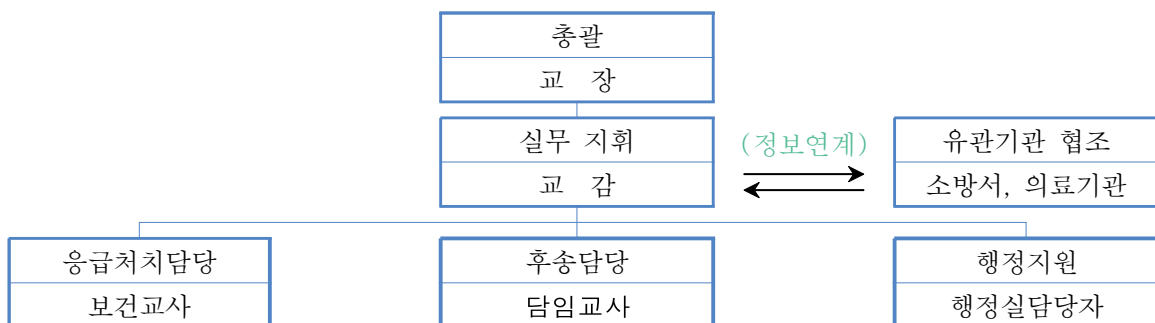 총괄
교 장
실무 지휘
교 감
(정보연계)
유관기관 협조
소방서, 의료기관
응급처치담당
보건교사
후송담당
담임교사
행정지원
행정실담당자